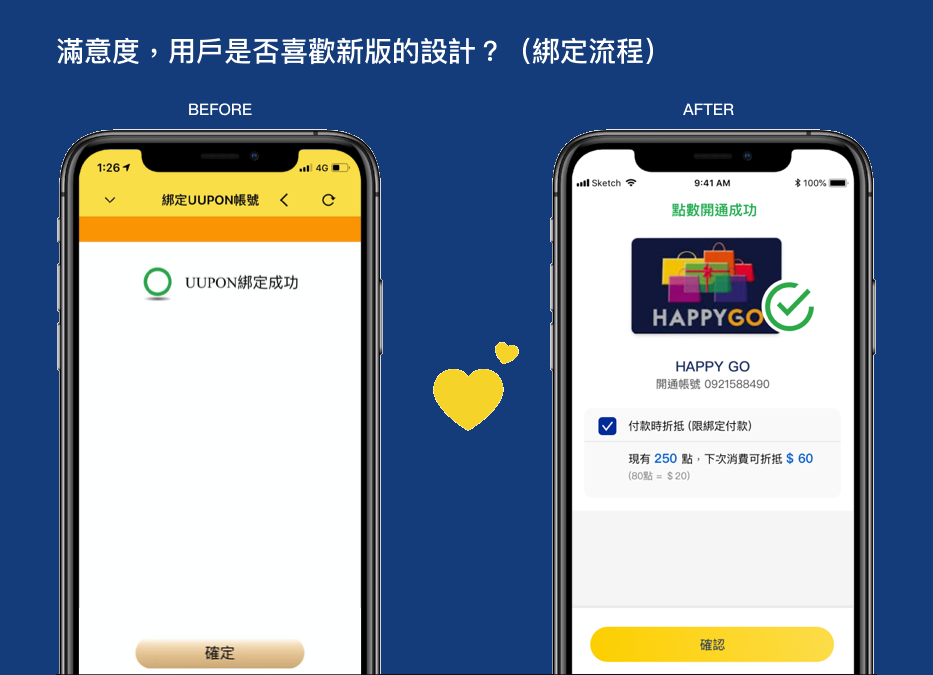 滿意度，用戶是否喜歡新版的設計？（綁定流程）
BEFORE
AFTER
1:26
4G
綁定UUPON帳號
UUPON綁定成功
確定
Sketch
9:41 AM
100%
點數開通成功
HAPPYGO
HAPPY GO
開通帳號 0921588490
付款時折抵 (限綁定付款)
現有 250 點，下次消費可折抵 $ 60
(80點 = $20)
確認